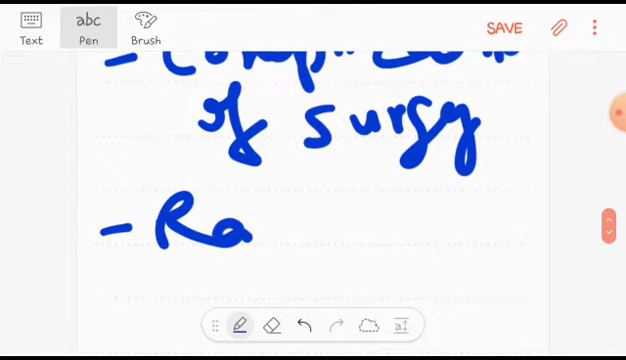 Text
abc
Pen
Brush
SAVE
of surgy
- Ra